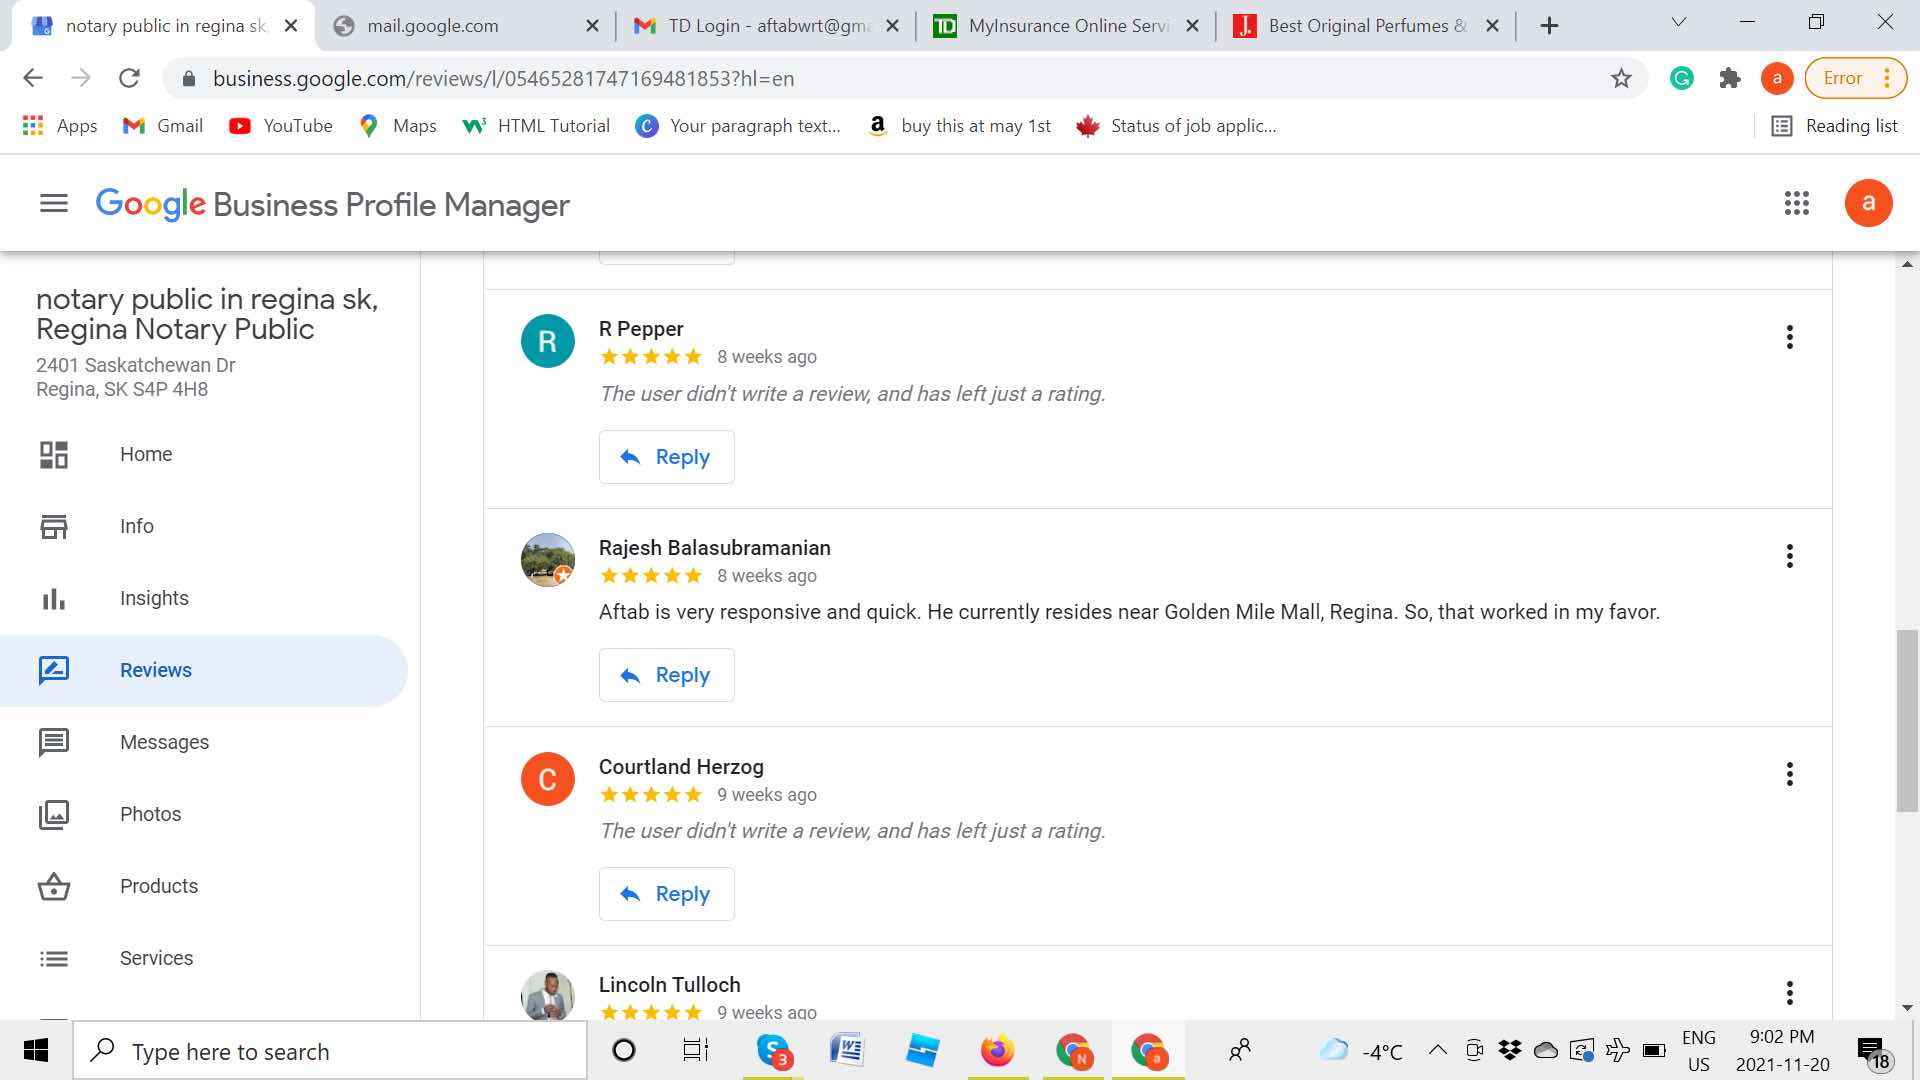 notary public in regina sk,
mail.google.com
TD Login - aftabwrt@gma
TD
MyInsurance Online Servi
J.
Best Original Perfumes &
business.google.com/reviews/l/05465281747169481853?hl=en
G
a
Error
Apps
Gmail
YouTube
Maps
HTML Tutorial
C
Your paragraph text...
a
buy this at may 1st
Status of job applic...
Reading list
Google Business Profile Manager
a
notary public in regina sk,
Regina Notary Public
2401 Saskatchewan Dr
Regina, SK S4P 4H8
Home
Info
Insights
Reviews
Messages
Photos
Products
Services
R
R Pepper
8 weeks ago
The user didn't write a review, and has left just a rating.
Reply
Rajesh Balasubramanian
8 weeks ago
Aftab is very responsive and quick. He currently resides near Golden Mile Mall, Regina. So, that worked in my favor.
Reply
C
Courtland Herzog
9 weeks ago
The user didn't write a review, and has left just a rating.
Reply
Lincoln Tulloch
9 weeks ago
Type here to search
S
3
W
N
a
-4°C
ENG
US
9:02 PM
2021-11-20
18